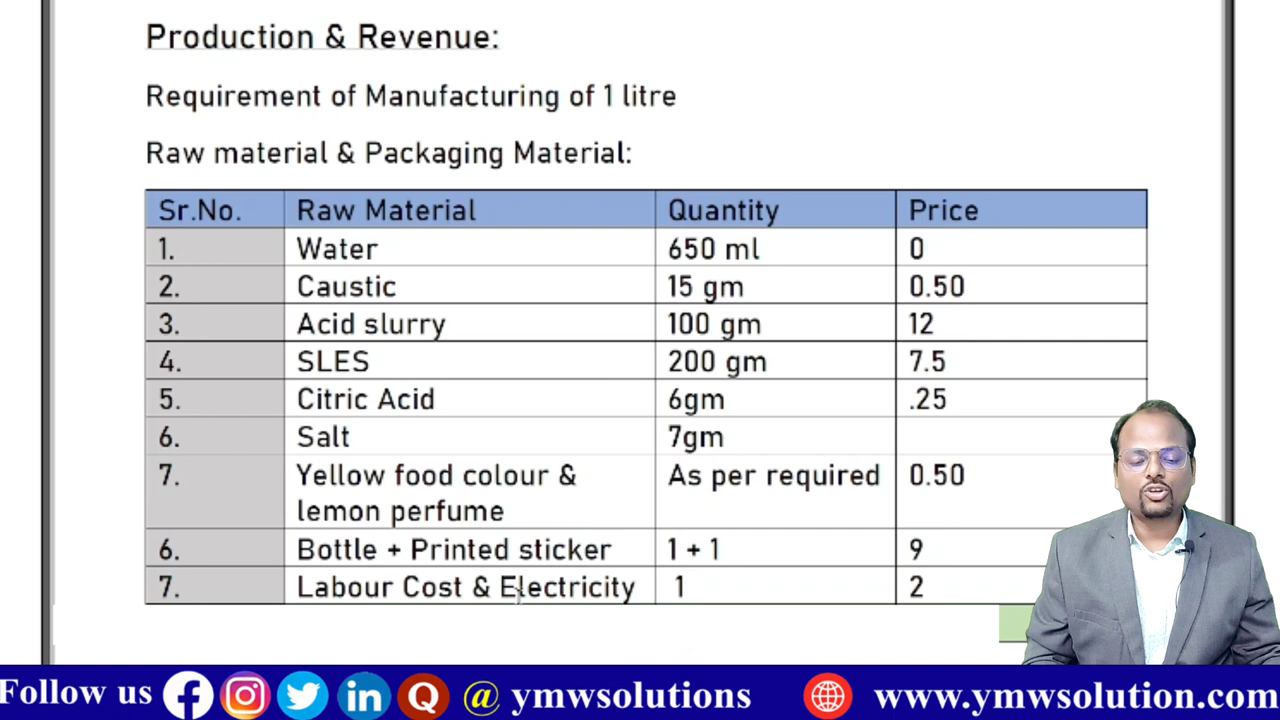 Production & Revenue:
Requirement of Manufacturing of 1 litre
Raw material & Packaging Material:
Sr.No. Raw Material Quantity Price
1. Water 650 ml 0
2. Caustic 15 gm 0.50
3. Acid slurry 100 gm 12
4. SLES 200 gm 7.5
5. Citric Acid 6gm .25
6. Salt 7gm
7. Yellow food colour & As per required 0.50
lemon perfume
6. Bottle + Printed sticker 1 + 1 9
7. Labour Cost & Electricity 1 2
Follow us @ ymwsolutions www.ymwsolution.com